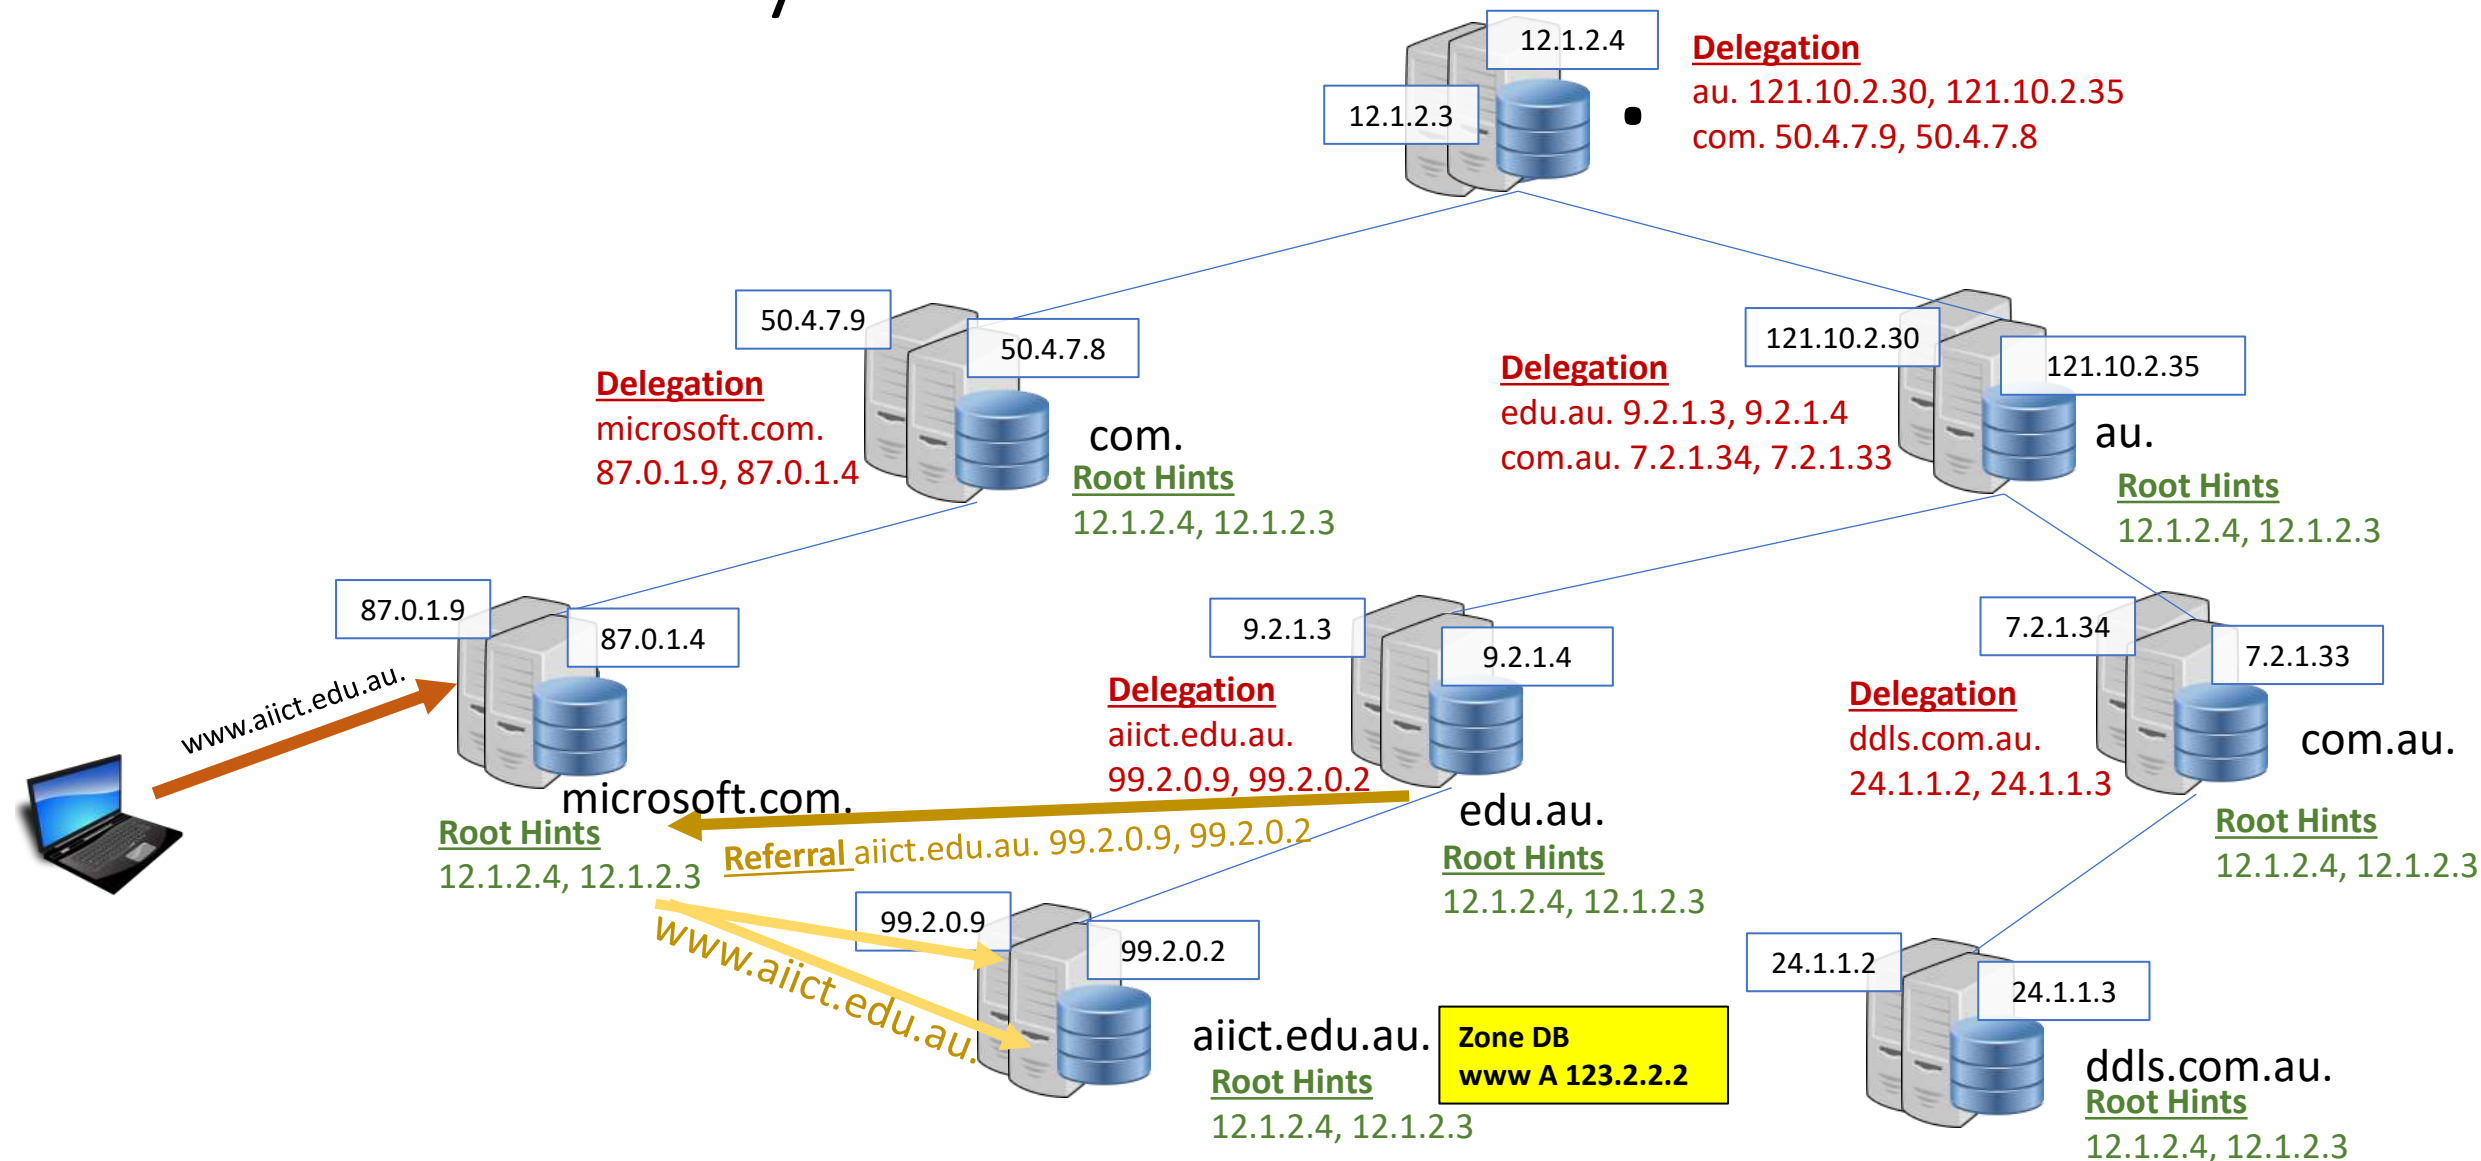 12.1.2.4
12.1.2.3
.
Delegation
au. 121.10.2.30, 121.10.2.35
com. 50.4.7.9, 50.4.7.8
50.4.7.9
50.4.7.8
Delegation
microsoft.com.
87.0.1.9, 87.0.1.4
com.
Root Hints
12.1.2.4, 12.1.2.3
121.10.2.30
121.10.2.35
Delegation
edu.au. 9.2.1.3, 9.2.1.4
com.au. 7.2.1.34, 7.2.1.33
au.
Root Hints
12.1.2.4, 12.1.2.3
87.0.1.9
87.0.1.4
www.aiict.edu.au.
microsoft.com.
Root Hints
12.1.2.4, 12.1.2.3
9.2.1.3
9.2.1.4
Delegation
aiict.edu.au.
99.2.0.9, 99.2.0.2
edu.au.
Root Hints
12.1.2.4, 12.1.2.3
Referral aiict.edu.au. 99.2.0.9, 99.2.0.2
7.2.1.34
7.2.1.33
Delegation
ddls.com.au.
24.1.1.2, 24.1.1.3
com.au.
Root Hints
12.1.2.4, 12.1.2.3
www.aiict.edu.au.
99.2.0.9
99.2.0.2
aiict.edu.au.
Root Hints
12.1.2.4, 12.1.2.3
Zone DB
www A 123.2.2.2
24.1.1.2
24.1.1.3
ddls.com.au.
Root Hints
12.1.2.4, 12.1.2.3